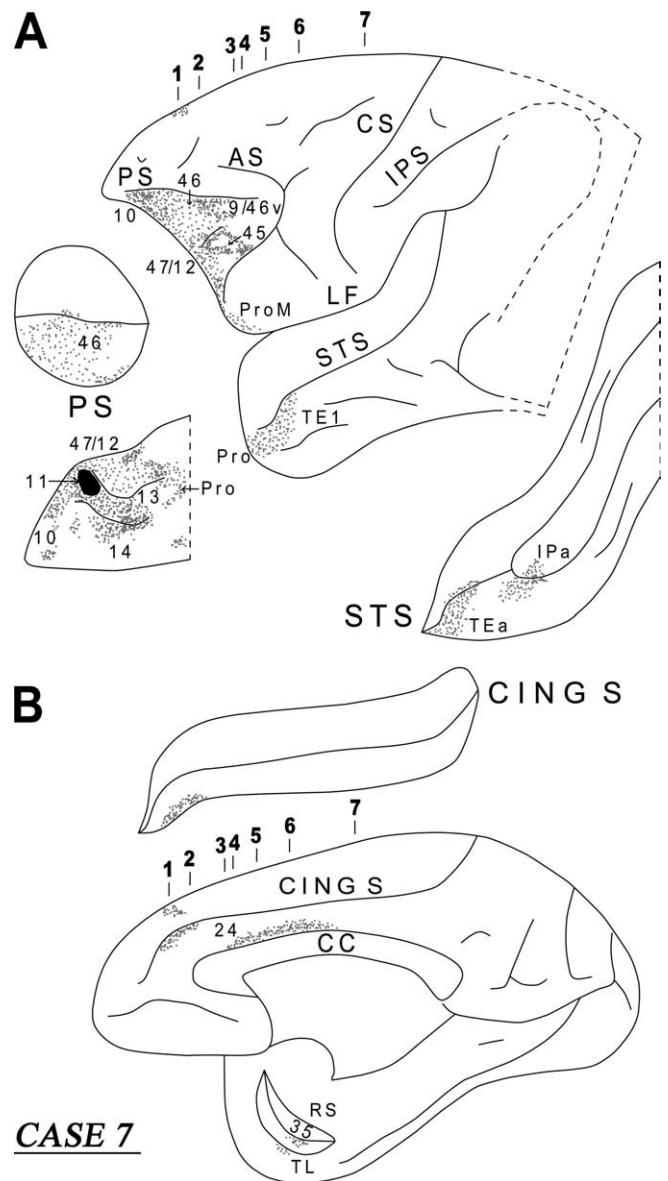 A
1 2 3 4 5 6 7
CS
AS
IPS
PS
46
10
9/46v
45
47/12
LF
ProM
46
STS
PS
TE1
47/12
Pro
11
Pro
13
10
14
IPa
STS
TEa
B
CING S
1 2 3 4 5 6 7
CING S
24
CC
RS
35
CASE 7
TL